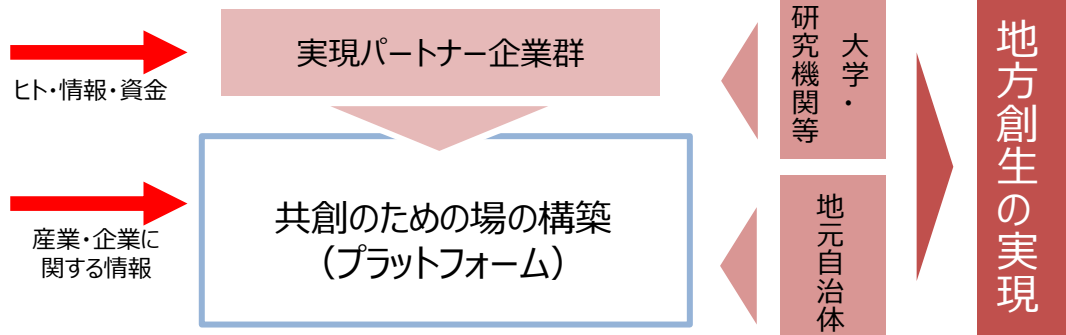 ヒト・情報・資金
産業・企業に
関する情報
実現パートナー企業群
共創のための場の構築
（プラットフォーム）
大学・
研究機関等
地元自治体
地方創生の実現